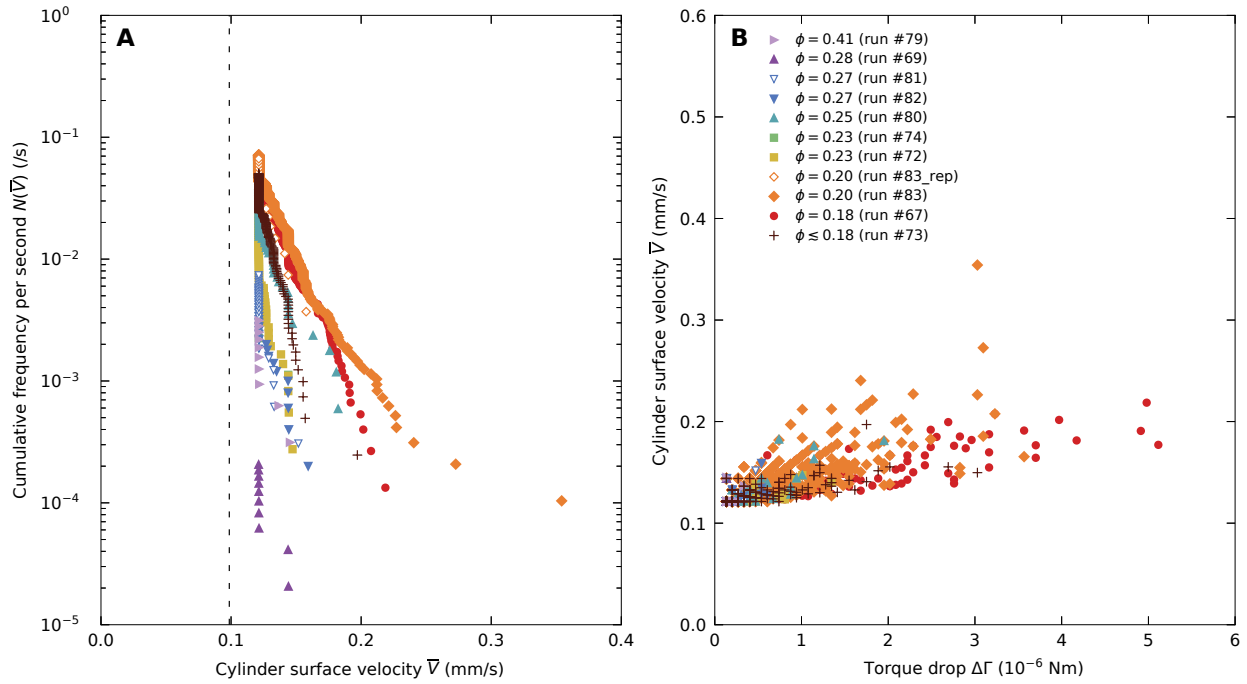 A
10⁰
10⁻¹
10⁻²
10⁻³
10⁻⁴
10⁻⁵
Cumulative frequency per second N(V̅) (/s)
0.0 0.1 0.2 0.3 0.4
Cylinder surface velocity V̅ (mm/s)
B
ϕ = 0.41 (run #79)
ϕ = 0.28 (run #69)
ϕ = 0.27 (run #81)
ϕ = 0.27 (run #82)
ϕ = 0.25 (run #80)
ϕ = 0.23 (run #74)
ϕ = 0.23 (run #72)
ϕ = 0.20 (run #83_rep)
ϕ = 0.20 (run #83)
ϕ = 0.18 (run #67)
ϕ ≲ 0.18 (run #73)
0.6
0.5
0.4
0.3
0.2
0.1
0.0
Cylinder surface velocity V̅ (mm/s)
0 1 2 3 4 5 6
Torque drop ΔΓ (10⁻⁶ Nm)